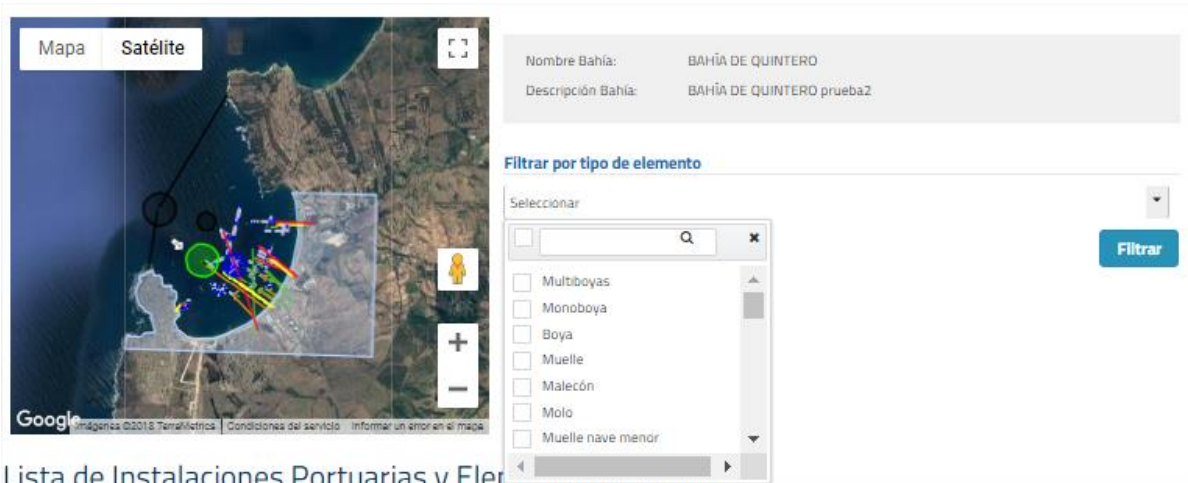 Mapa Satélite
Nombre Bahía: BAHÍA DE QUINTERO
Descripción Bahía: BAHÍA DE QUINTERO prueba2
Filtrar por tipo de elemento
Seleccionar
Filtrar
Multiboyas
Monoboya
Boya
Muelle
Malecón
Molo
Muelle nave menor
Google
Imágenes ©2018 TerraMetrics Condiciones del servicio Informar un error en el mapa
Lista de Instalaciones Portuarias y Eler